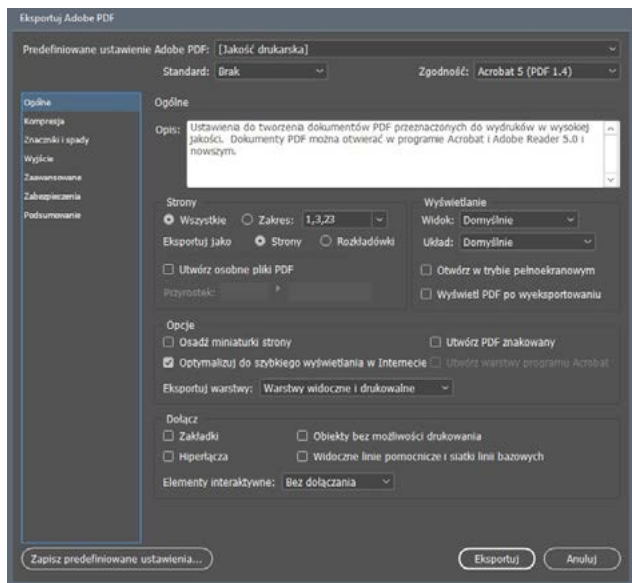 Eksportuj Adobe PDF
Predefiniowane ustawienie Adobe PDF: [Jakość drukarska]
Standard: Brak Zgodność: Acrobat 5 (PDF 1.4)
Ogólne
Kompresja
Znaczniki i spady
Wyjście
Zaawansowane
Zabezpieczenia
Podsumowanie
Ogólne
Opis: Ustawienia do tworzenia dokumentów PDF przeznaczonych do wydruków w wysokiej
jakości. Dokumenty PDF można otwierać w programie Acrobat i Adobe Reader 5.0 i
nowszym.
Strony
Wszystkie Zakres: 1,3,23
Eksportuj jako Strony Rozkładówki
Utwórz osobne pliki PDF
Przyrostek:
Wyświetlanie
Widok: Domyślnie
Układ: Domyślnie
Otwórz w trybie pełnoekranowym
Wyświetl PDF po wyeksportowaniu
Opcje
Osadź miniaturki strony Utwórz PDF znakowany
Optymalizuj do szybkiego wyświetlania w Internecie Utwórz warstwy programu Acrobat
Eksportuj warstwy: Warstwy widoczne i drukowalne
Dołącz
Zakładki Obiekty bez możliwości drukowania
Hiperłącza Widoczne linie pomocnicze i siatki linii bazowych
Elementy interaktywne: Bez dołączania
Zapisz predefiniowane ustawienia... Eksportuj Anuluj